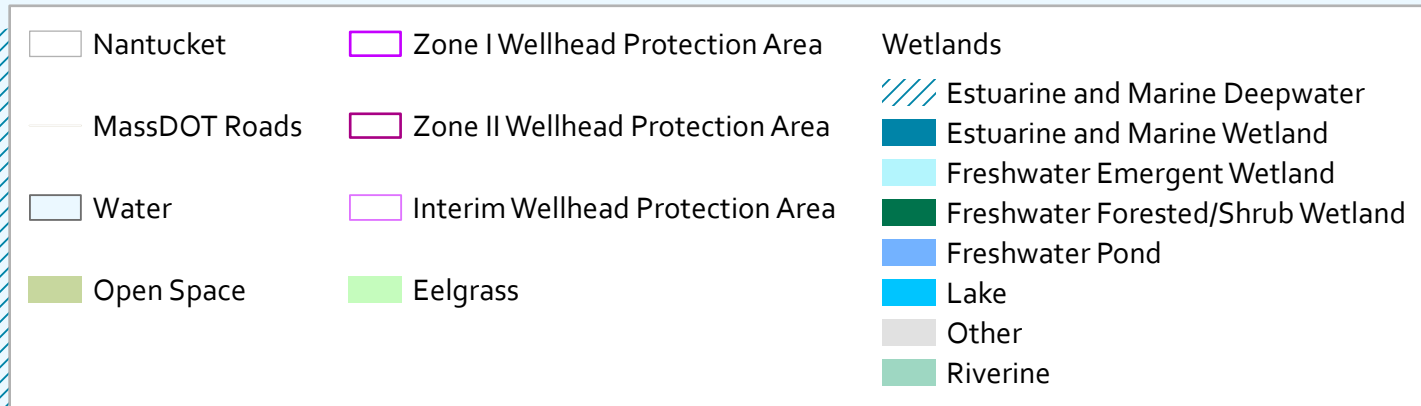 Nantucket
MassDOT Roads
Water
Open Space
Zone I Wellhead Protection Area
Zone II Wellhead Protection Area
Interim Wellhead Protection Area
Eelgrass
Wetlands
Estuarine and Marine Deepwater
Estuarine and Marine Wetland
Freshwater Emergent Wetland
Freshwater Forested/Shrub Wetland
Freshwater Pond
Lake
Other
Riverine